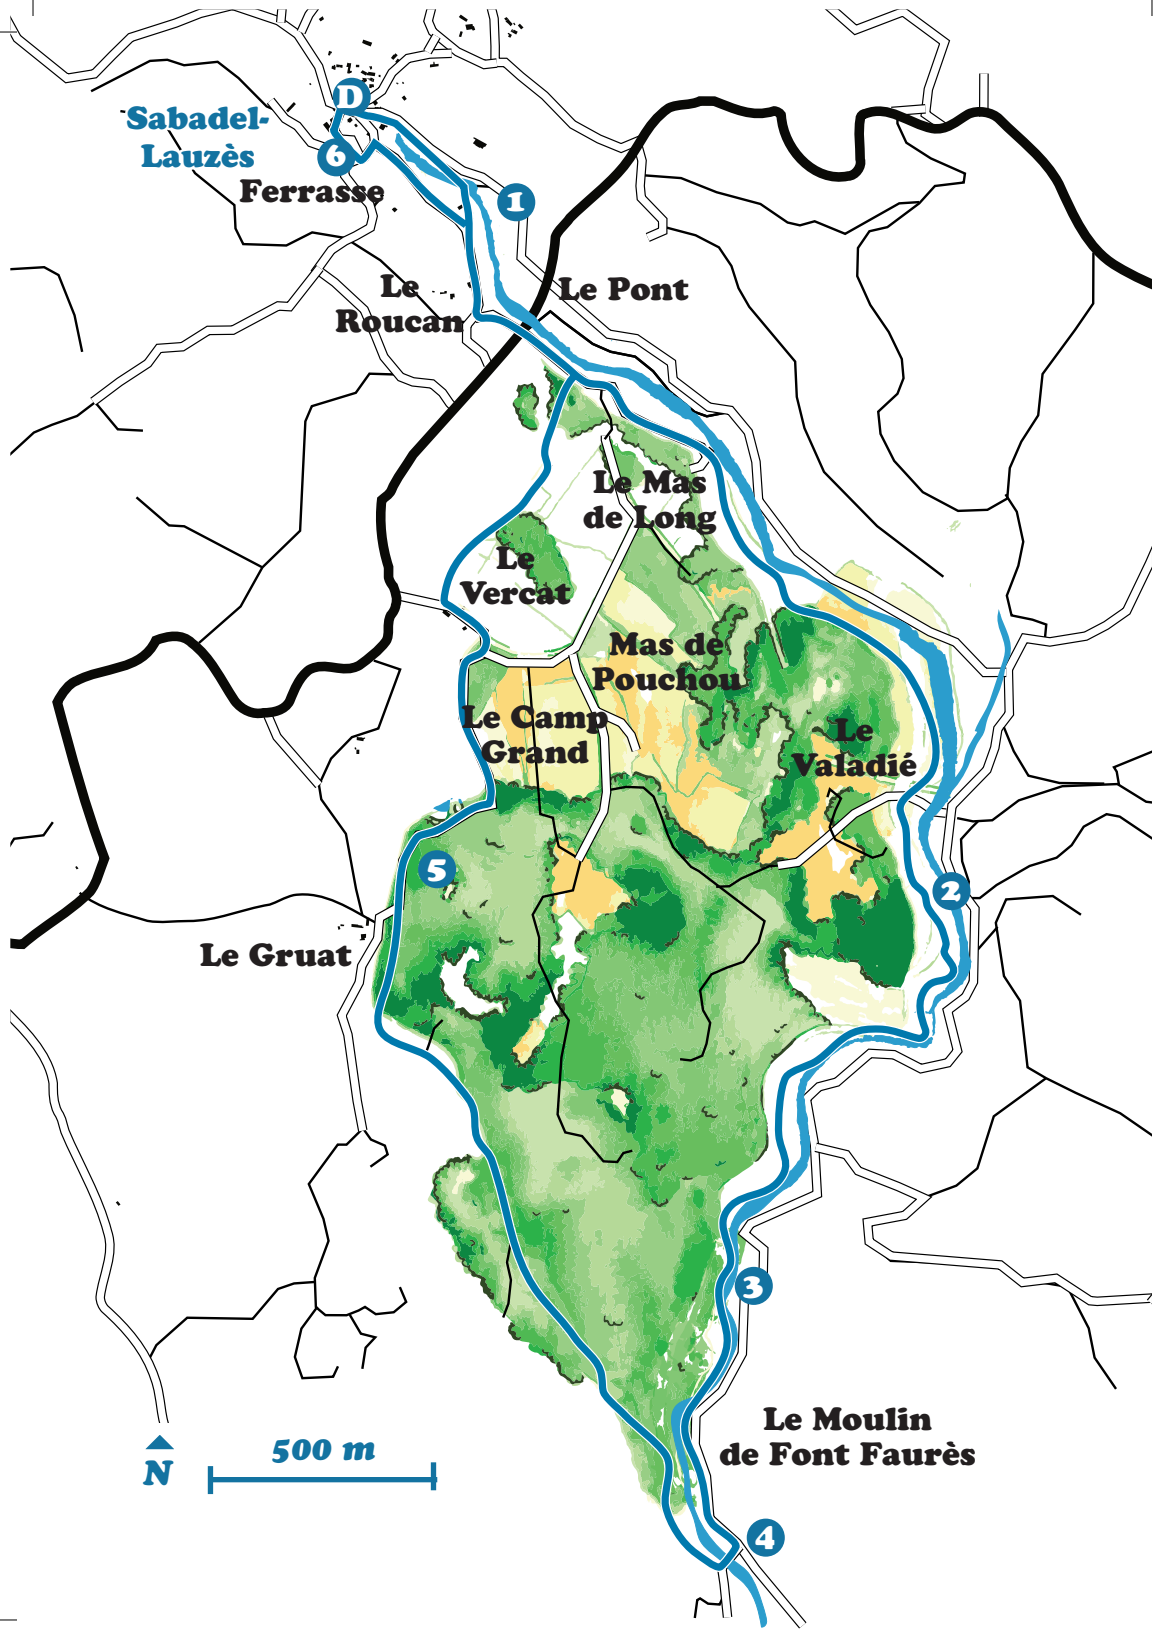 D
Sabadel-
Lauzès
6
Ferrasse
1
Le
Roucan
Le Pont
Le Mas
de Long
Le
Vercat
Mas de
Pouchou
Le Camp
Grand
Le
Valadié
5
2
Le Gruat
3
Le Moulin
de Font Faurès
500 m
N
4